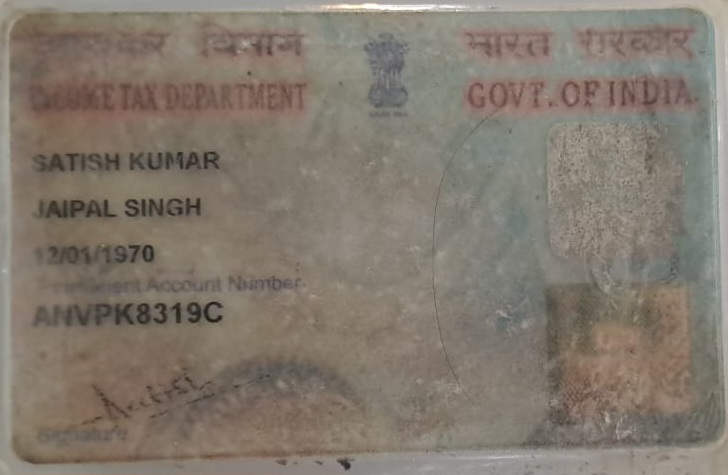 आयकर विभाग भारत सरकार
INCOME TAX DEPARTMENT GOVT. OF INDIA
SATISH KUMAR
JAIPAL SINGH
12/01/1970
Permanent Account Number
ANVPK8319C
Signature